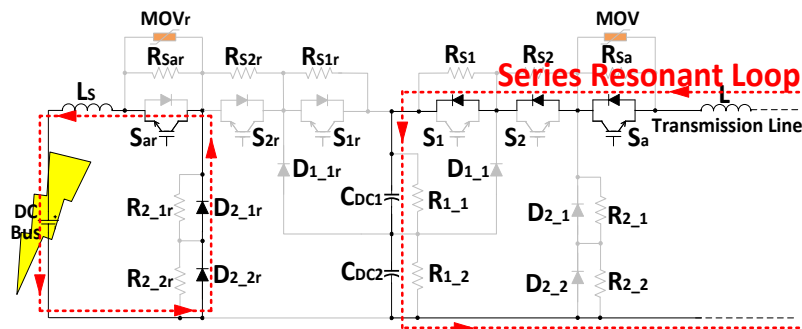 MOVr
MOV
RSar
RS2r
RS1r
RS1
RS2
RSa
Series Resonant Loop
LS
L
Sar
S2r
S1r
S1
S2
Sa
Transmission Line
D1_1r
D1_1
R2_1r
D2_1r
CDC1
R1_1
D2_1
R2_1
DC
Bus
+
R2_2r
D2_2r
CDC2
R1_2
D2_2
R2_2